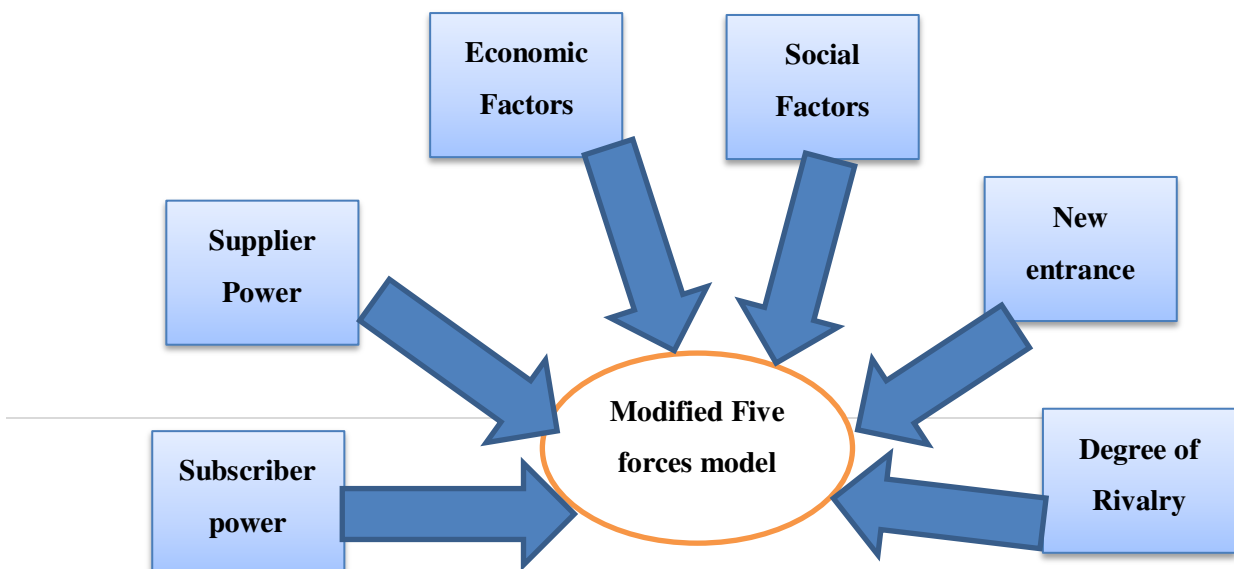 Economic
Factors
Social
Factors
Supplier
Power
New
entrance
Modified Five
forces model
Subscriber
power
Degree of
Rivalry